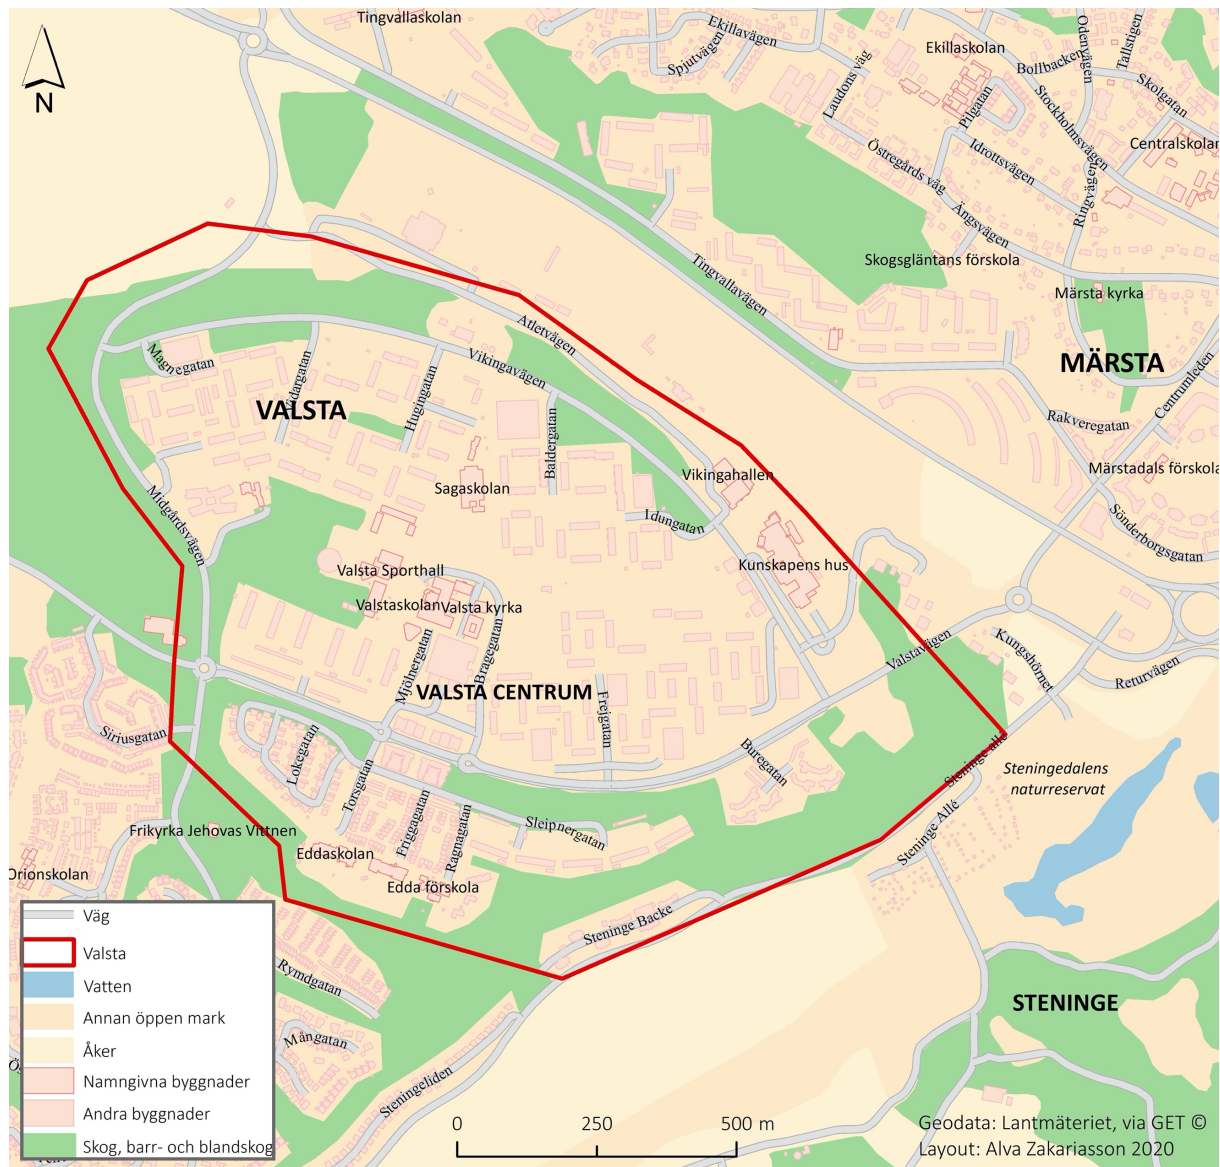 Tingvallaskolan
Ekillavägen
Odenvägen
Tallstigen
Spjutvägen
Ekillaskolan
Bollbacken
Laudons väg
Skolgatan
N
Pilgatan
Stockholmsvägen
Centralskolan
Östregårds väg
Idrottsvägen
Ringvägen
Ängsvägen
Skogsgläntans förskola
Tingvallavägen
Märsta kyrka
Atletvägen
MÄRSTA
Magnegatan
Vikingavägen
Vidargatan
Hugingatan
Centrumleden
VALSTA
Rakveregatan
Baldergatan
Vikingahallen
Märstadals förskola
Sagaskolan
Idungatan
Midgårdsvägen
Sönderborgsgatan
Valsta Sporthall
Kunskapens hus
Valstaskolan
Valsta kyrka
Mjölnergatan
Bragegatan
Valstavägen
Kungshörnet
Returvägen
VALSTA CENTRUM
Frejgatan
Siriusgatan
Lokegatan
Buregatan
Steninge allé
Steningedalens
naturreservat
Torsgatan
Friggagatan
Ragnagatan
Sleipnergatan
Frikyrka Jehovas Vittnen
Steninge Allé
Eddaskolan
Orionskolan
Edda förskola
Steninge Backe
Väg
Valsta
Vatten
Annan öppen mark
Åker
Namngivna byggnader
Andra byggnader
Skog, barr- och blandskog
Rymdgatan
Mångatan
STENINGE
Steningeliden
0 250 500 m
Geodata: Lantmäteriet, via GET ©
Layout: Alva Zakariasson 2020